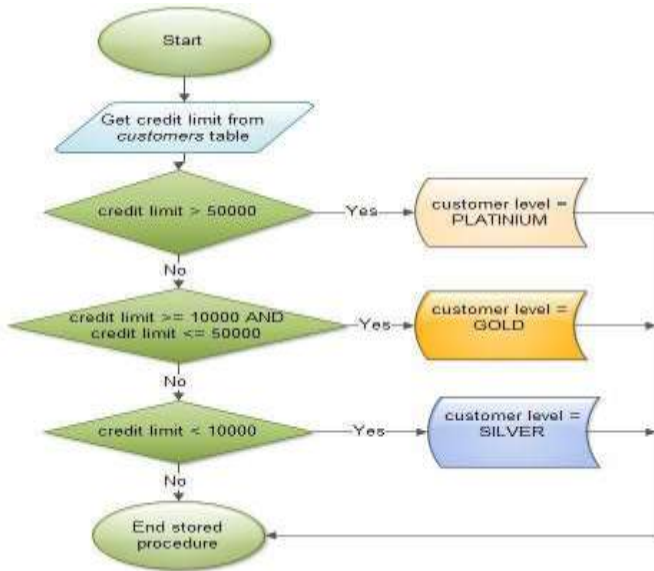 Start
Get credit limit from
customers table
credit limit > 50000
Yes
customer level =
PLATINIUM
No
credit limit >= 10000 AND
credit limit <= 50000
Yes
customer level =
GOLD
No
credit limit < 10000
Yes
customer level =
SILVER
No
End stored
procedure